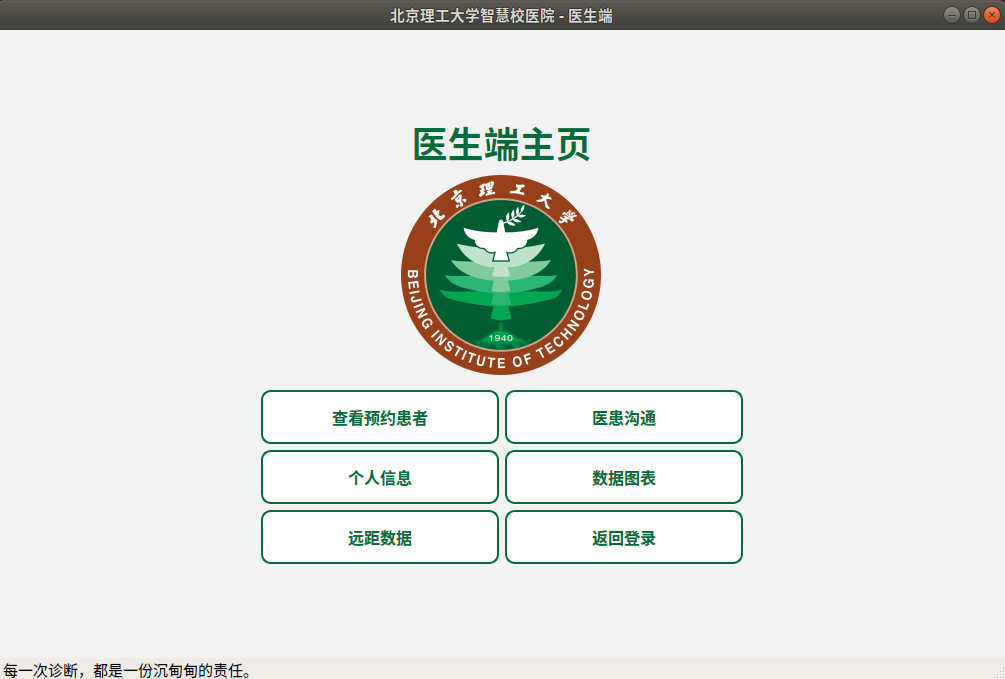 北京理工大学智慧校医院 - 医生端
医生端主页
北京理工大学
BEIJING INSTITUTE OF TECHNOLOGY
1940
查看预约患者
医患沟通
个人信息
数据图表
远距数据
返回登录
每一次诊断，都是一份沉甸甸的责任。